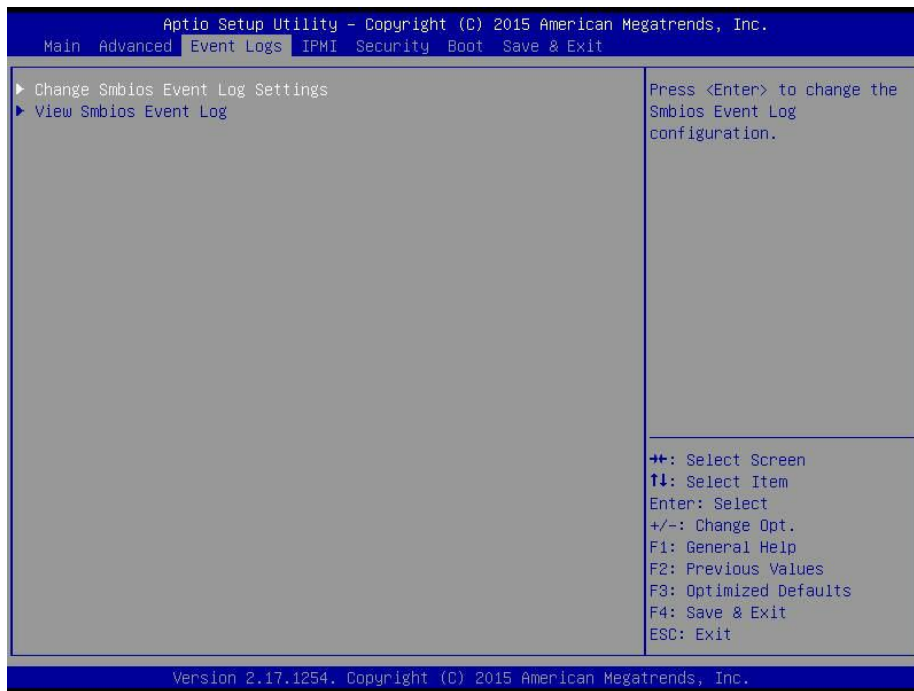 Aptio Setup Utility – Copyright (C) 2015 American Megatrends, Inc.
Main Advanced Event Logs IPMI Security Boot Save & Exit
▶ Change Smbios Event Log Settings
▶ View Smbios Event Log
Press <Enter> to change the
Smbios Event Log
configuration.
→←: Select Screen
↑↓: Select Item
Enter: Select
+/-: Change Opt.
F1: General Help
F2: Previous Values
F3: Optimized Defaults
F4: Save & Exit
ESC: Exit
Version 2.17.1254. Copyright (C) 2015 American Megatrends, Inc.